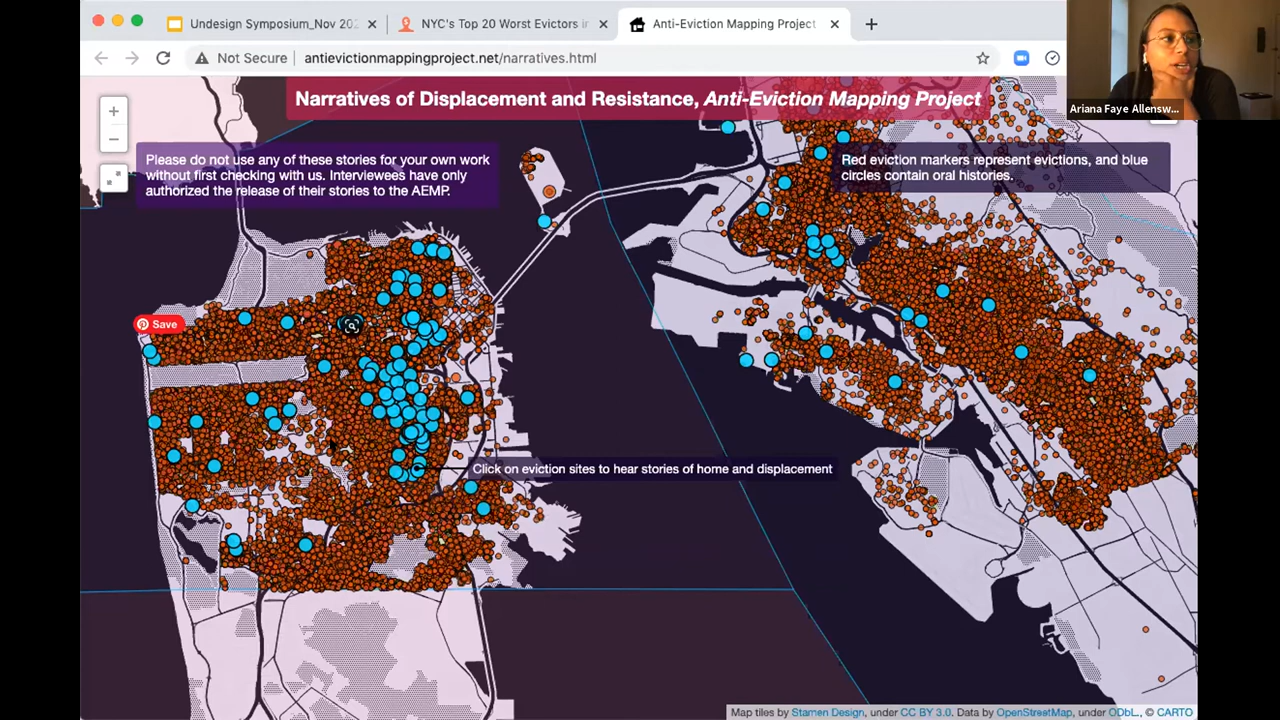 Undesign Symposium_Nov 202
NYC's Top 20 Worst Evictors in
Anti-Eviction Mapping Project
Not Secure
antievictionmappingproject.net/narratives.html
Ariana Faye Allensw...
Narratives of Displacement and Resistance, Anti-Eviction Mapping Project
Please do not use any of these stories for your own work
without first checking with us. Interviewees have only
authorized the release of their stories to the AEMP.
Red eviction markers represent evictions, and blue
circles contain oral histories.
Save
Click on eviction sites to hear stories of home and displacement
Map tiles by Stamen Design, under CC BY 3.0. Data by OpenStreetMap, under ODbL, © CARTO